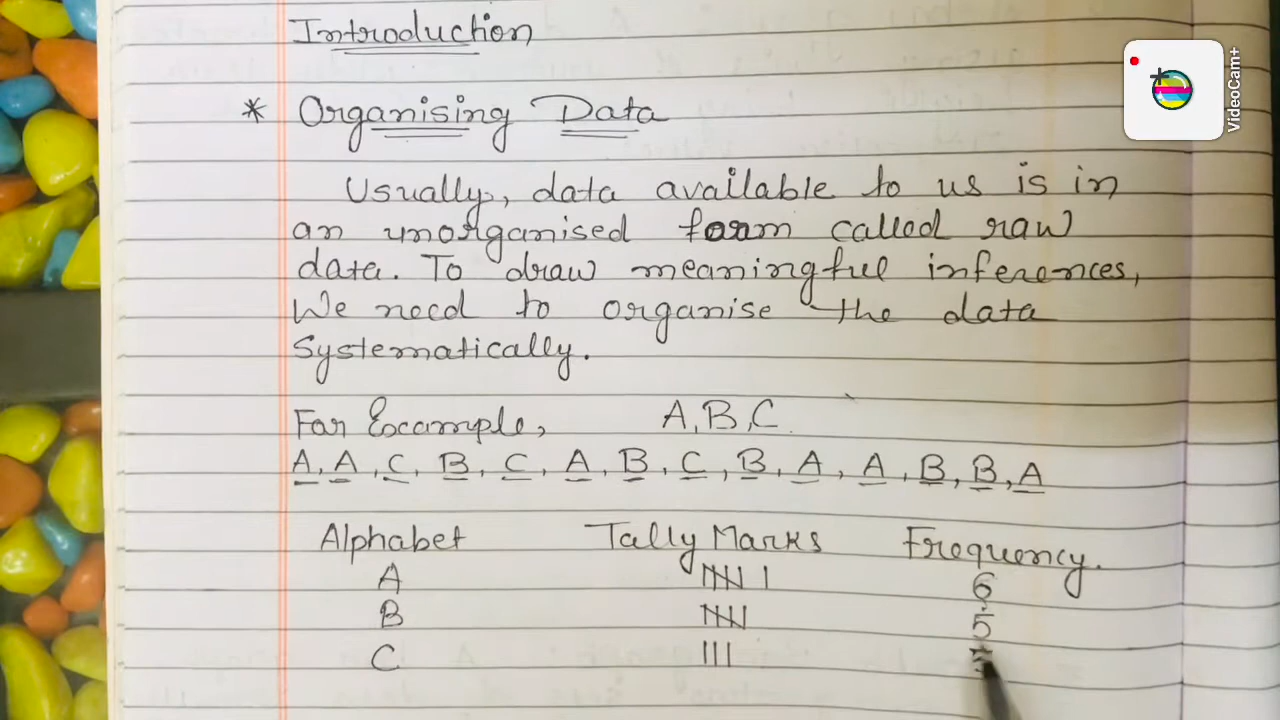 Introduction
* Organising Data
Usually, data available to us is in
an unorganised form called raw
data. To draw meaningful inferences,
We need to organise the data
Systematically.
For Example, A, B, C
A, A, C, B, C, A, B, C, B, A, A, B, B, A
Alphabet Tally Marks Frequency.
A 𝍸 | 6
B 𝍸 5
C ||| 3
VideoCam+